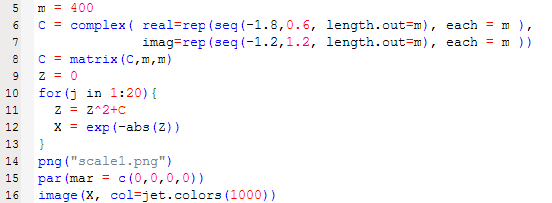 5 m = 400
6 C = complex( real=rep(seq(-1.8,0.6, length.out=m), each = m ),
7 imag=rep(seq(-1.2,1.2, length.out=m), each = m ))
8 C = matrix(C,m,m)
9 Z = 0
10 for(j in 1:20){
11 Z = Z^2+C
12 X = exp(-abs(Z))
13 }
14 png("scale1.png")
15 par(mar = c(0,0,0,0))
16 image(X, col=jet.colors(1000))